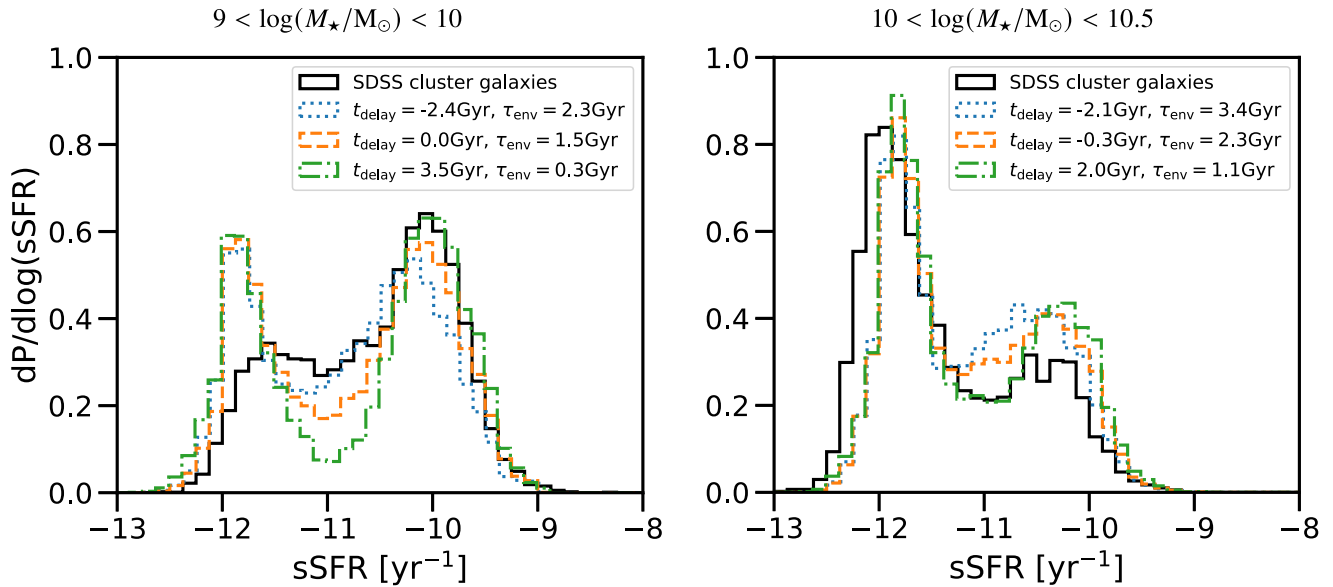 9 < log(M⋆/M⊙) < 10
10 < log(M⋆/M⊙) < 10.5
dP/dlog(sSFR)
1.0
0.8
0.6
0.4
0.2
0.0
SDSS cluster galaxies
t_delay = -2.4Gyr, τ_env = 2.3Gyr
t_delay = 0.0Gyr, τ_env = 1.5Gyr
t_delay = 3.5Gyr, τ_env = 0.3Gyr
−13 −12 −11 −10 −9 −8
sSFR [yr⁻¹]
1.0
0.8
0.6
0.4
0.2
0.0
SDSS cluster galaxies
t_delay = -2.1Gyr, τ_env = 3.4Gyr
t_delay = -0.3Gyr, τ_env = 2.3Gyr
t_delay = 2.0Gyr, τ_env = 1.1Gyr
−13 −12 −11 −10 −9 −8
sSFR [yr⁻¹]